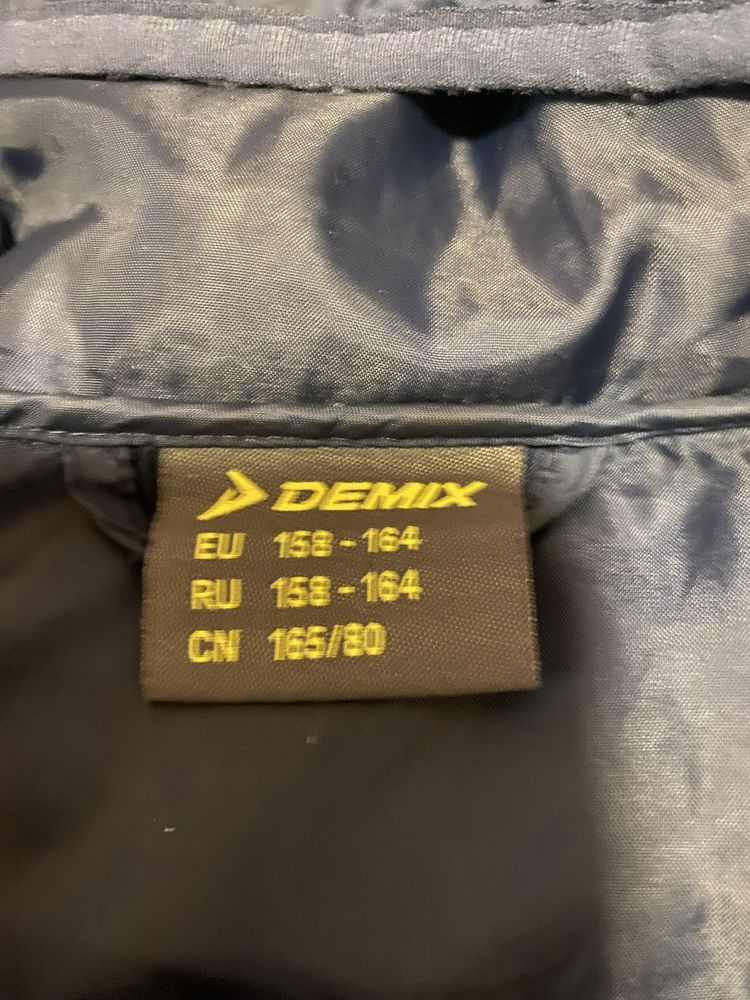 DEMIX
EU 158 - 164
RU 158 - 164
CN 165/80